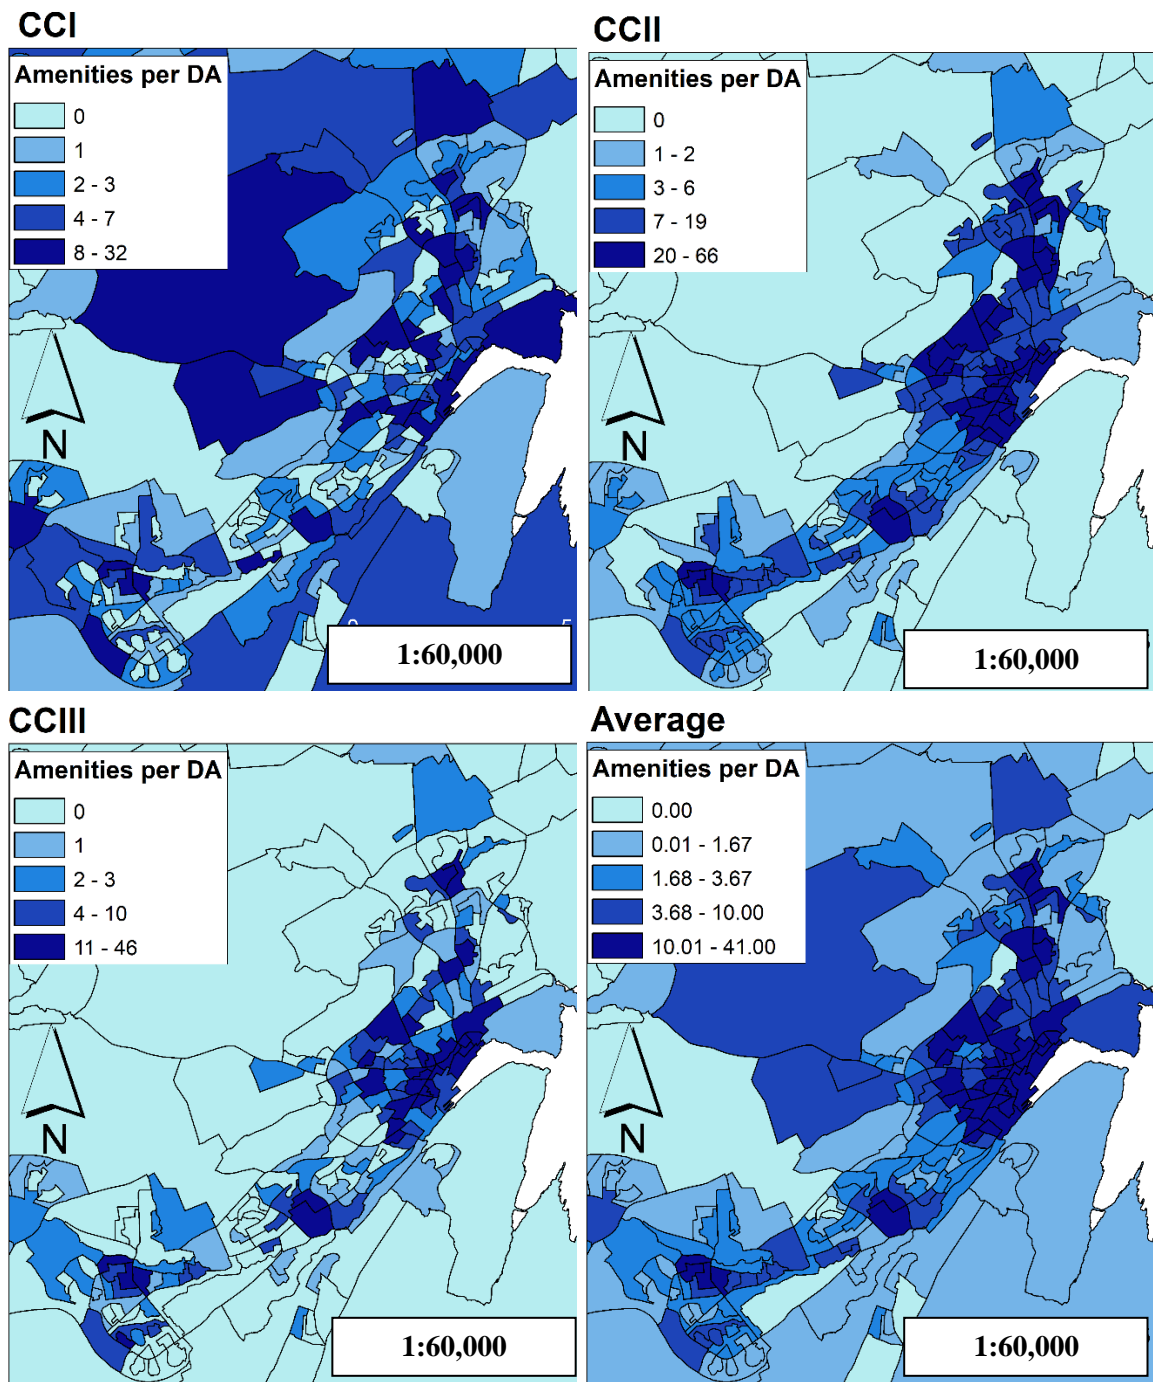 CCI
Amenities per DA
0
1
2 - 3
4 - 7
8 - 32
N
0
5
1:60,000
CCII
Amenities per DA
0
1 - 2
3 - 6
7 - 19
20 - 66
N
1:60,000
CCIII
Amenities per DA
0
1
2 - 3
4 - 10
11 - 46
N
1:60,000
Average
Amenities per DA
0.00
0.01 - 1.67
1.68 - 3.67
3.68 - 10.00
10.01 - 41.00
N
1:60,000